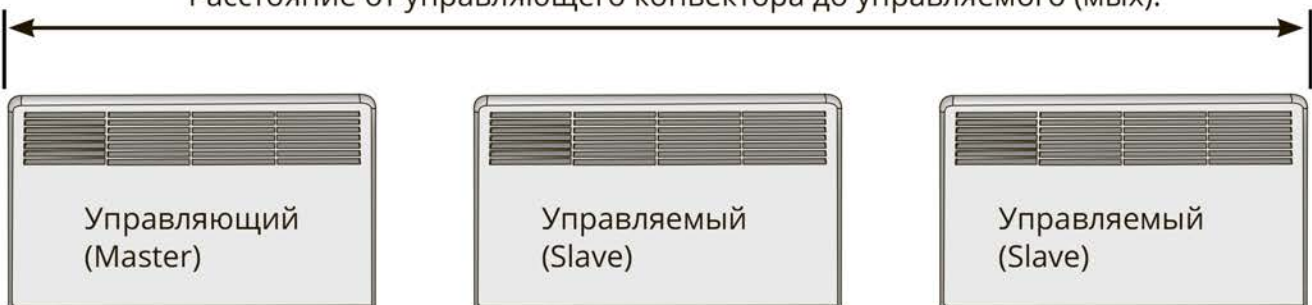 Расстояние от управляющего конвектора до управляемого (мых).
Управляющий
(Master)
Управляемый
(Slave)
Управляемый
(Slave)